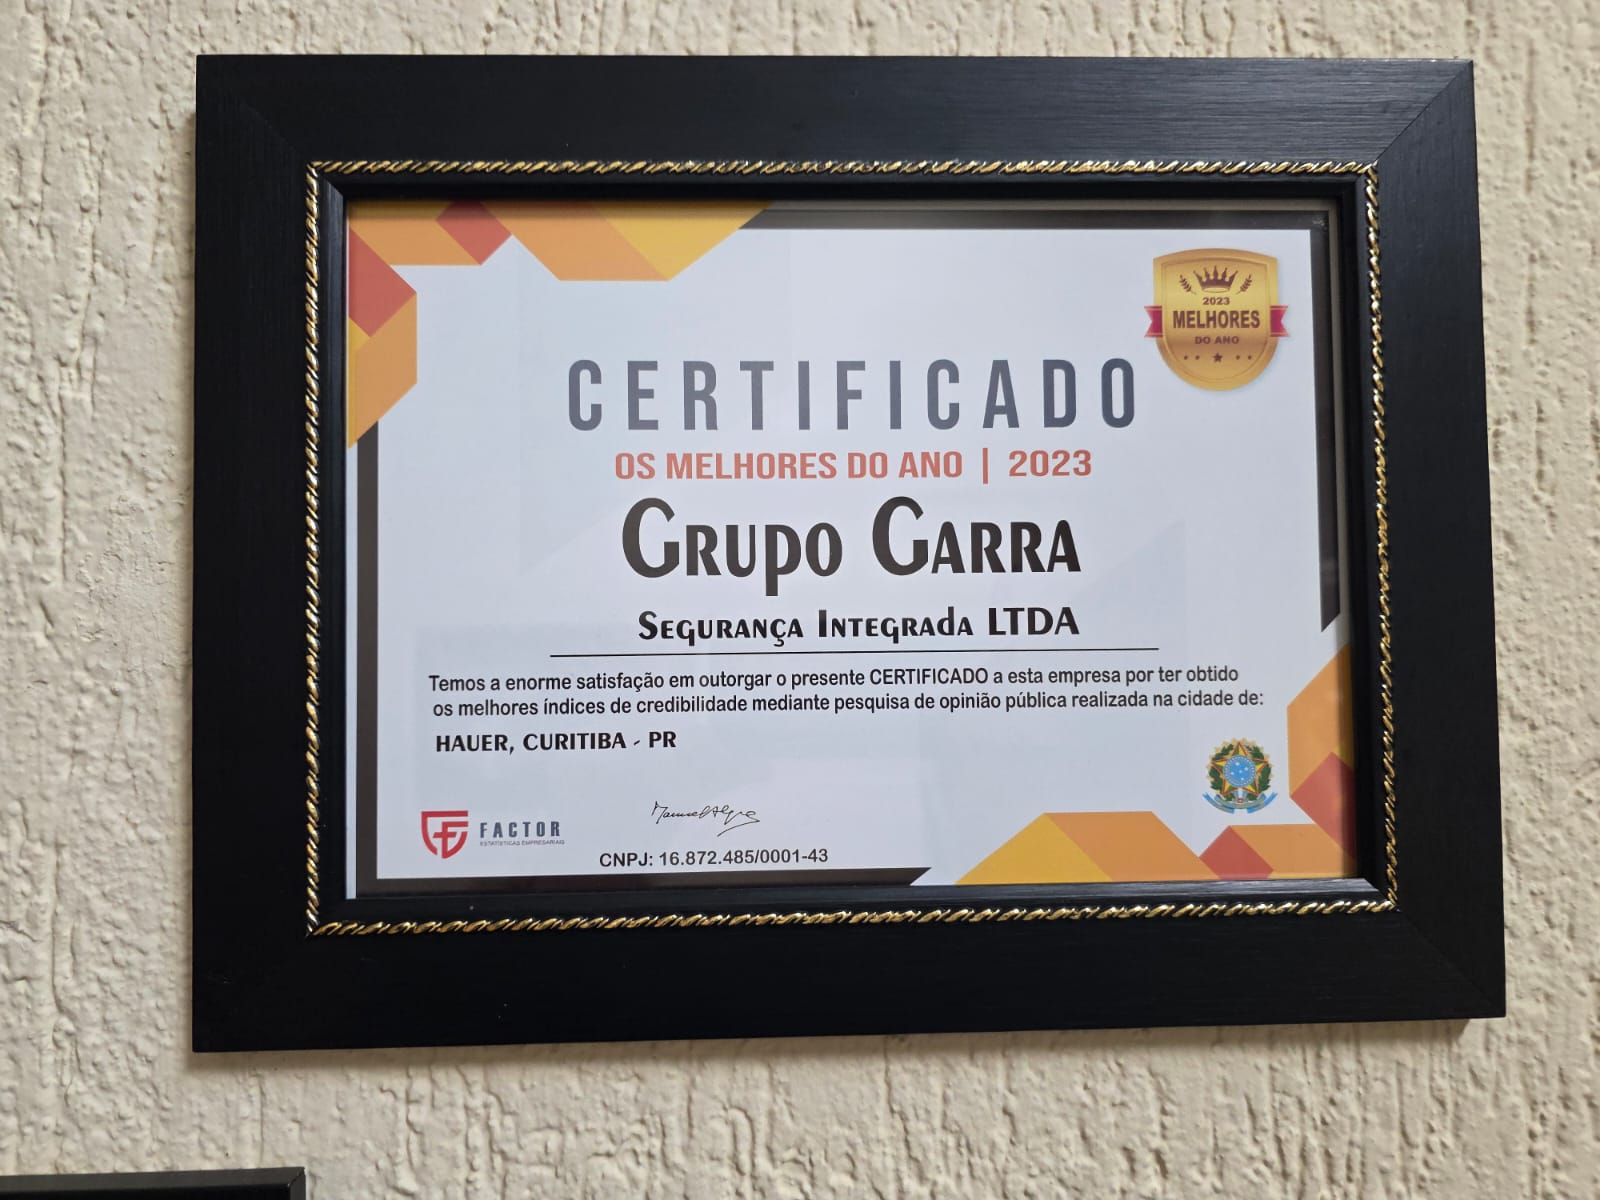 2023
MELHORES
DO ANO
CERTIFICADO
OS MELHORES DO ANO | 2023
GRUPO GARRA
SEGURANÇA INTEGRADA LTDA
Temos a enorme satisfação em outorgar o presente CERTIFICADO a esta empresa por ter obtido
os melhores índices de credibilidade mediante pesquisa de opinião pública realizada na cidade de:
HAUER, CURITIBA - PR
FACTOR
ESTATÍSTICAS EMPRESARIAIS
CNPJ: 16.872.485/0001-43